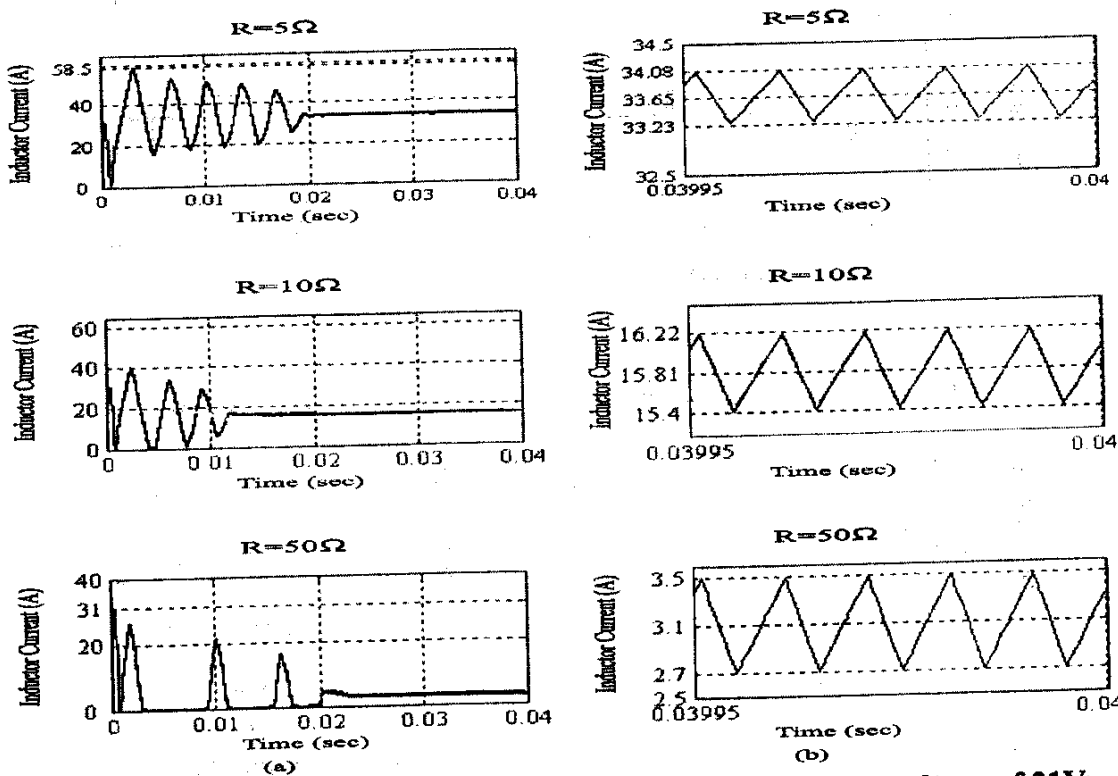 R=5Ω
Inductor Current (A)
58.5
40
20
0
0 0.01 0.02 0.03 0.04
Time (sec)
R=5Ω
Inductor Current (A)
34.5
34.08
33.65
33.23
32.5
0.03995 0.04
Time (sec)
R=10Ω
Inductor Current (A)
60
40
20
0
0 0.01 0.02 0.03 0.04
Time (sec)
R=10Ω
Inductor Current (A)
16.22
15.81
15.4
0.03995 0.04
Time (sec)
R=50Ω
Inductor Current (A)
40
31
20
0
0 0.01 0.02 0.03 0.04
Time (sec)
(a)
R=50Ω
Inductor Current (A)
3.5
3.1
2.7
2.5
0.03995 0.04
Time (sec)
(b)